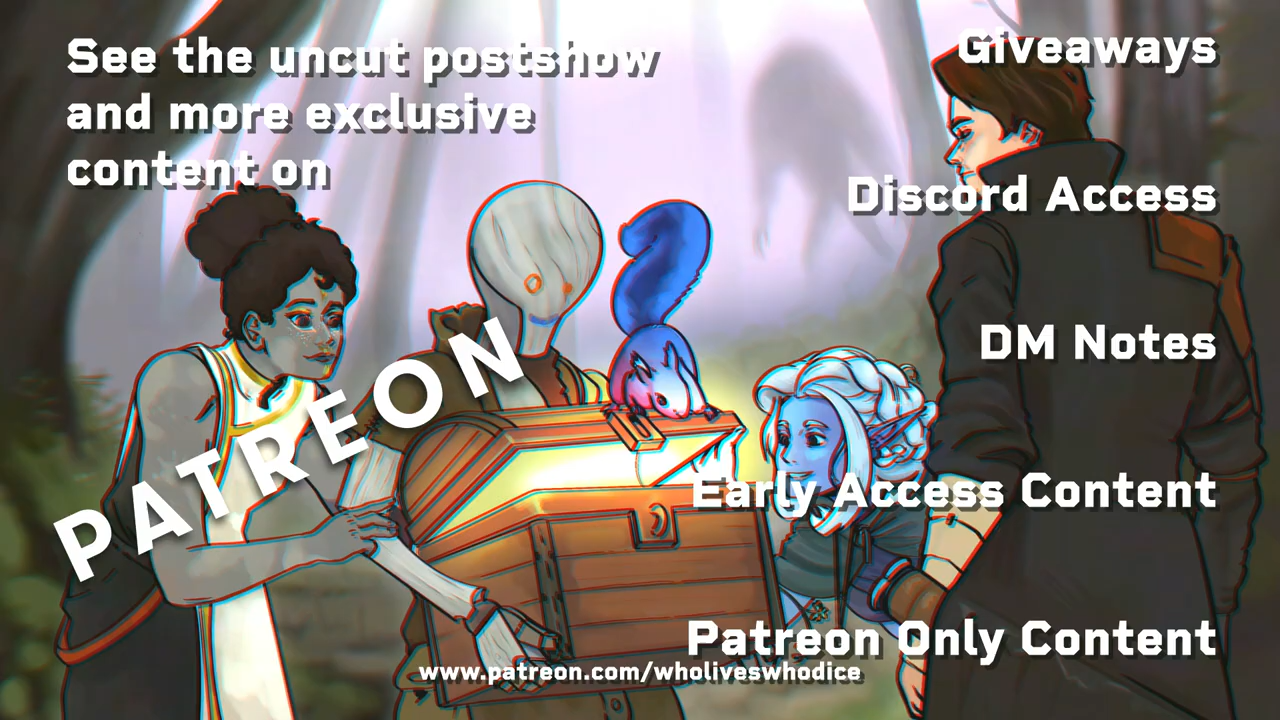 See the uncut postshow
and more exclusive
content on
PATREON
Giveaways
Discord Access
DM Notes
Early Access Content
Patreon Only Content
www.patreon.com/wholiveswhodice